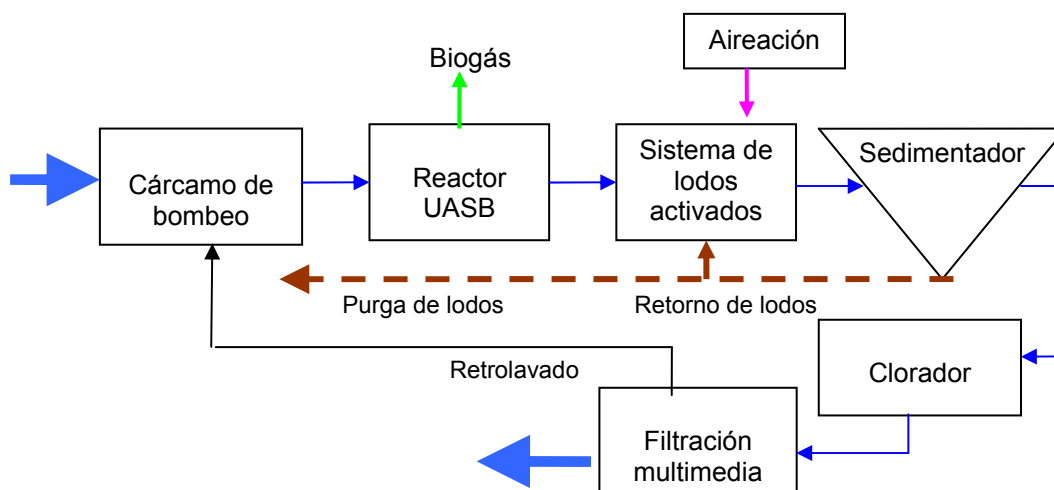 Aireación
Biogás
Cárcamo de
bombeo
Reactor
UASB
Sistema de
lodos
activados
Sedimentador
Purga de lodos
Retorno de lodos
Retrolavado
Clorador
Filtración
multimedia